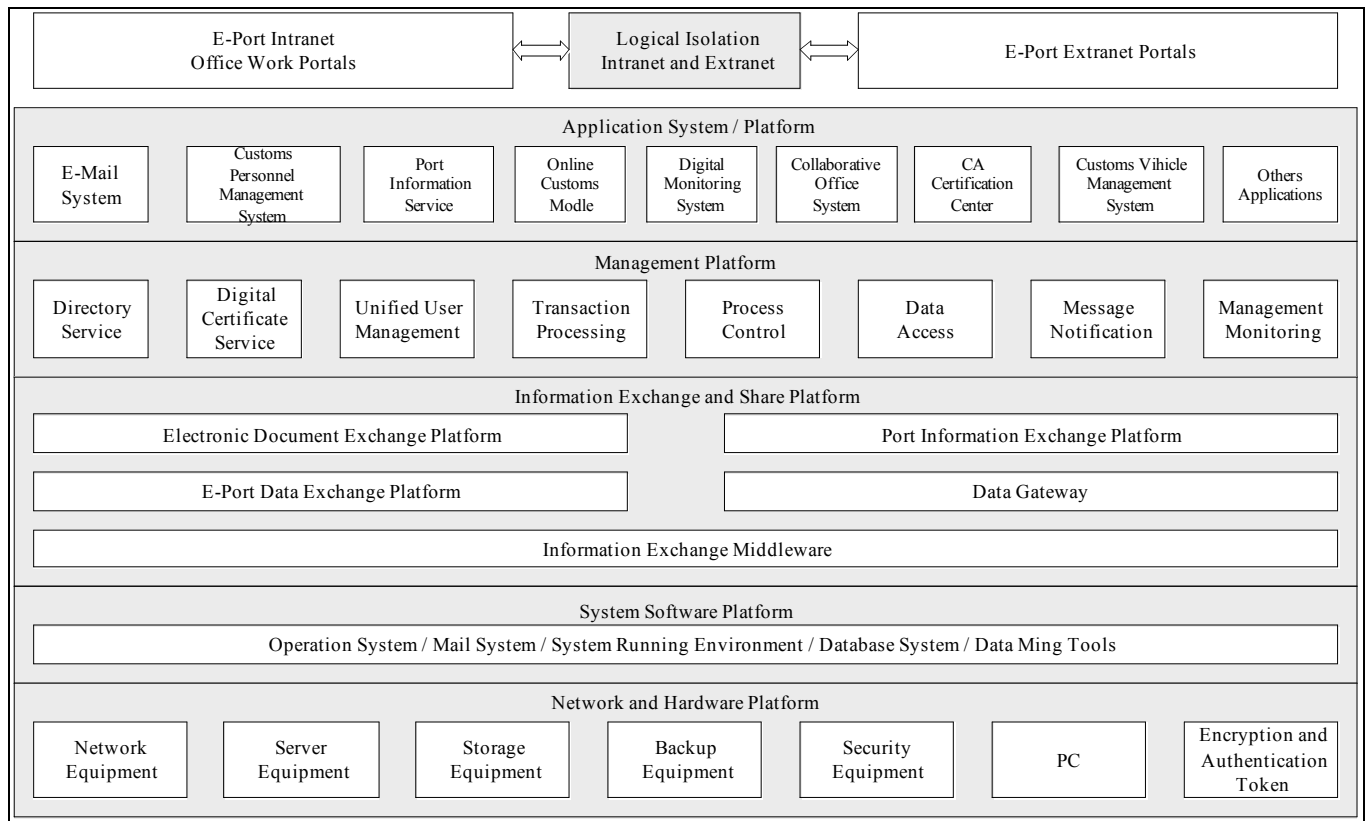 E-Port Intranet
Office Work Portals
Logical Isolation
Intranet and Extranet
E-Port Extranet Portals
Application System / Platform
E-Mail
System
Customs
Personnel
Management
System
Port
Information
Service
Online
Customs
Modle
Digital
Monitoring
System
Collaborative
Office
System
CA
Certification
Center
Customs Vihicle
Management
System
Others
Applications
Management Platform
Directory
Service
Digital
Certificate
Service
Unified User
Management
Transaction
Processing
Process
Control
Data
Access
Message
Notification
Management
Monitoring
Information Exchange and Share Platform
Electronic Document Exchange Platform
Port Information Exchange Platform
E-Port Data Exchange Platform
Data Gateway
Information Exchange Middleware
System Software Platform
Operation System / Mail System / System Running Environment / Database System / Data Ming Tools
Network and Hardware Platform
Network
Equipment
Server
Equipment
Storage
Equipment
Backup
Equipment
Security
Equipment
PC
Encryption and
Authentication
Token